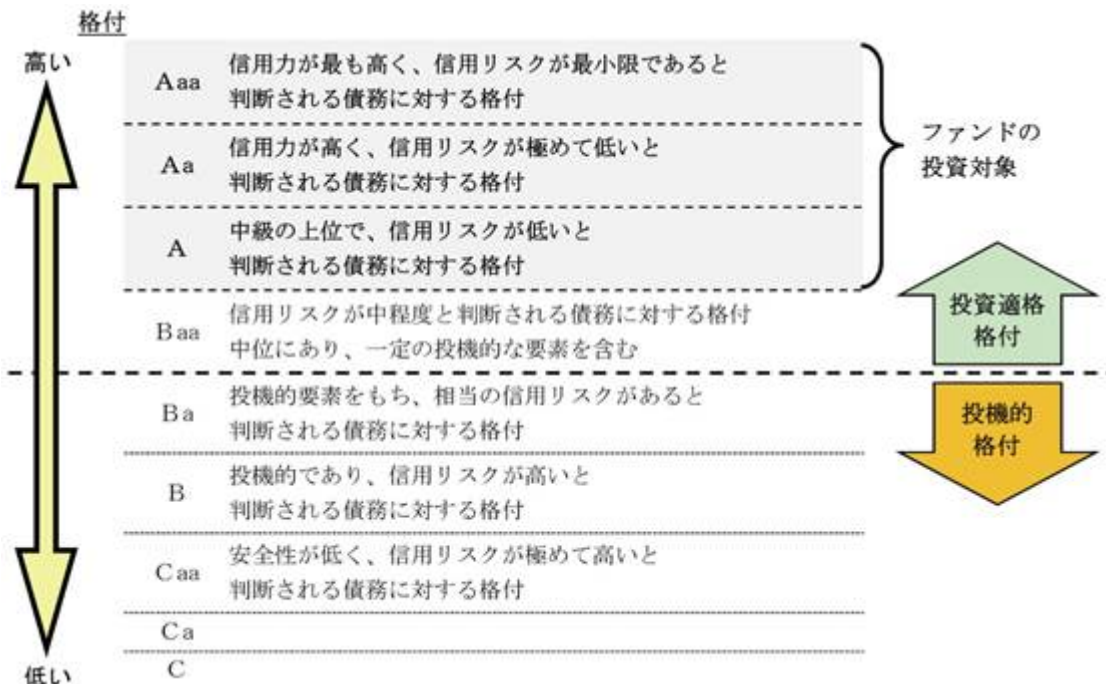 格付
高い
Aaa
信用力が最も高く、信用リスクが最小限であると
判断される債務に対する格付
Aa
信用力が高く、信用リスクが極めて低いと
判断される債務に対する格付
A
中級の上位で、信用リスクが低いと
判断される債務に対する格付
ファンドの
投資対象
Baa
信用リスクが中程度と判断される債務に対する格付
中位にあり、一定の投機的な要素を含む
投資適格
格付
Ba
投機的要素をもち、相当の信用リスクがあると
判断される債務に対する格付
投機的
格付
B
投機的であり、信用リスクが高いと
判断される債務に対する格付
Caa
安全性が低く、信用リスクが極めて高いと
判断される債務に対する格付
Ca
C
低い